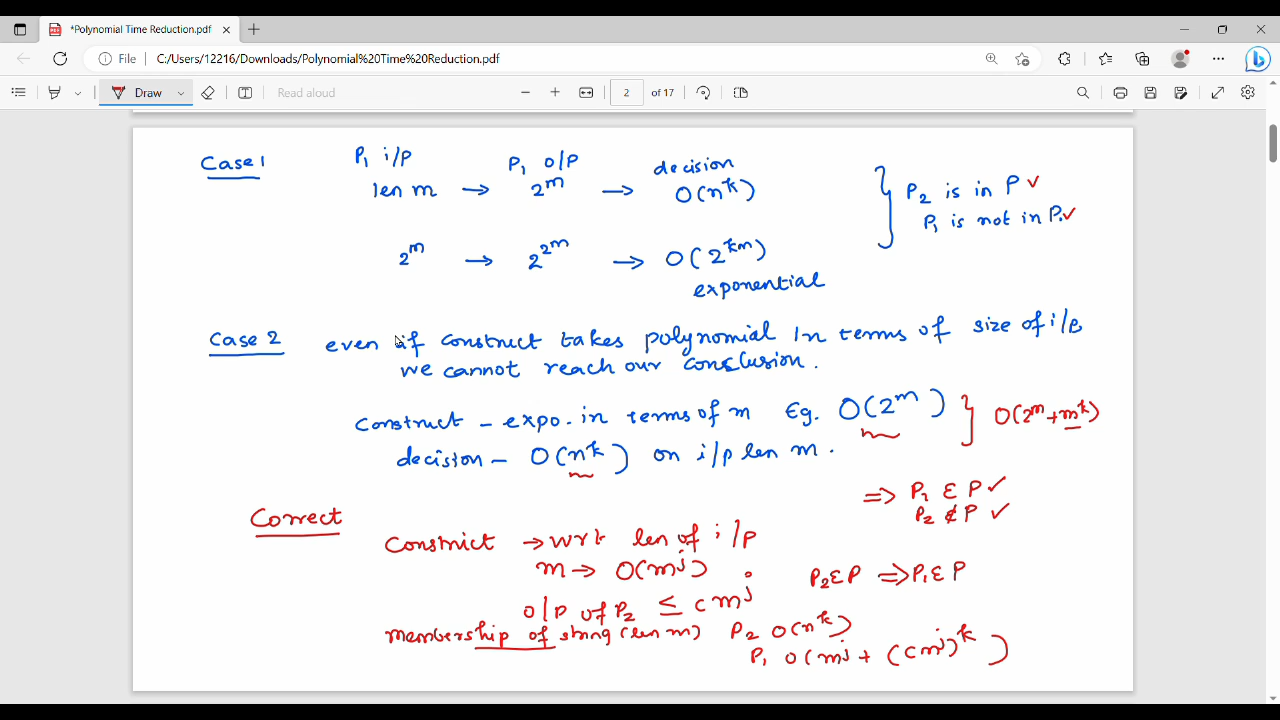 *Polynomial Time Reduction.pdf
File C:/Users/12216/Downloads/Polynomial%20Time%20Reduction.pdf
Draw Read aloud 2 of 17
Case 1 P₁ i/p P₁ o/p decision
len m → 2^m → O(n^k)
P₂ is in P ✓
P₁ is not in P. ✓
2^m → 2^2^m → O(2^km)
exponential
Case 2 even if construct takes polynomial In terms of size of i/p,
we cannot reach our conclusion.
Construct - expo. in terms of m Eg. O(2^m) } O(2^m + m^k)
decision - O(n^k) on i/p len m.
⇒ P₁ ∈ P ✓
P₂ ∉ P ✓
Correct
Construct → wrt len of i/p
m → O(m^j)
P₂ ∈ P ⇒ P₁ ∈ P
o/p of P₂ ≤ c m^j
membership of string (len m) P₂ O(n^k)
P₁ O(m^j + (cm^j)^k)